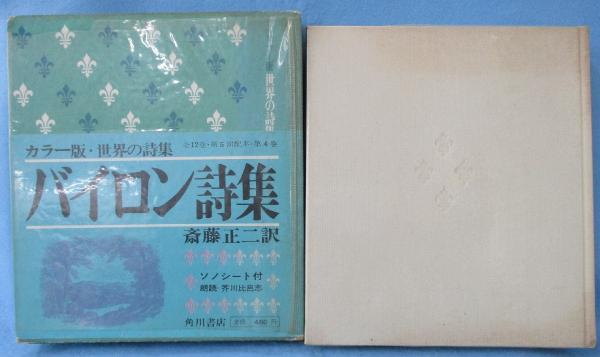 世界の詩集
カラー版・世界の詩集
全12巻・第5回配本・第4巻
バイロン詩集
斎藤正二訳
ソノシート付
朗読・芥川比呂志
角川書店
定価 480円